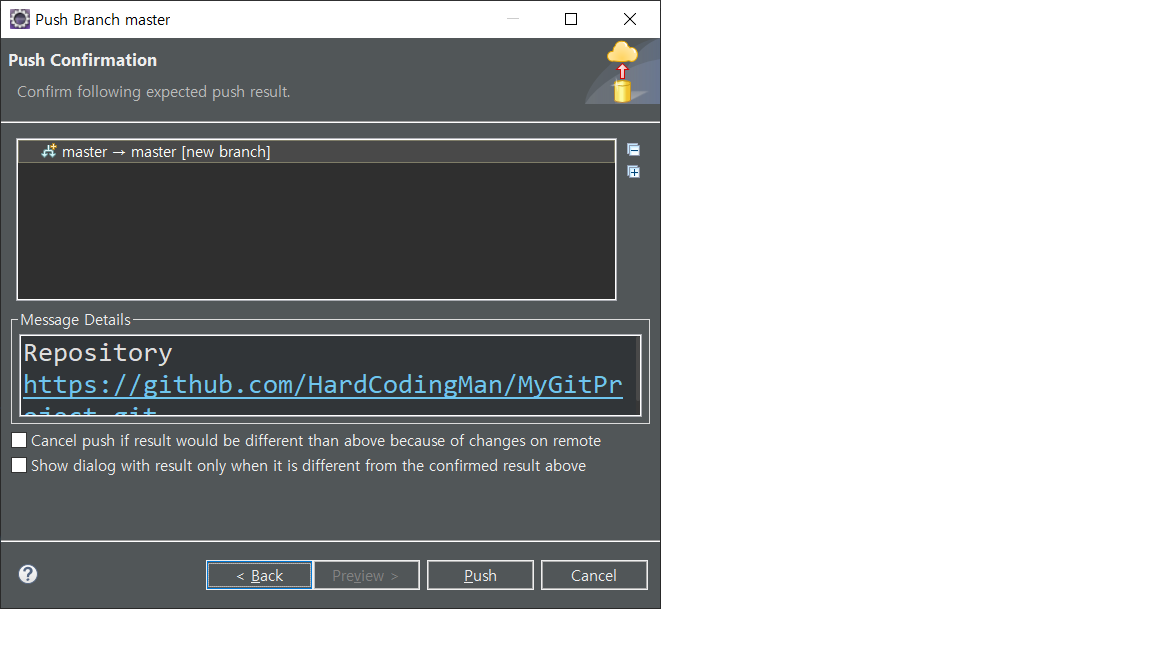 Push Branch master
Push Confirmation
Confirm following expected push result.
master → master [new branch]
Message Details
Repository
https://github.com/HardCodingMan/MyGitPr
oject.git
Cancel push if result would be different than above because of changes on remote
Show dialog with result only when it is different from the confirmed result above
< Back
Preview >
Push
Cancel